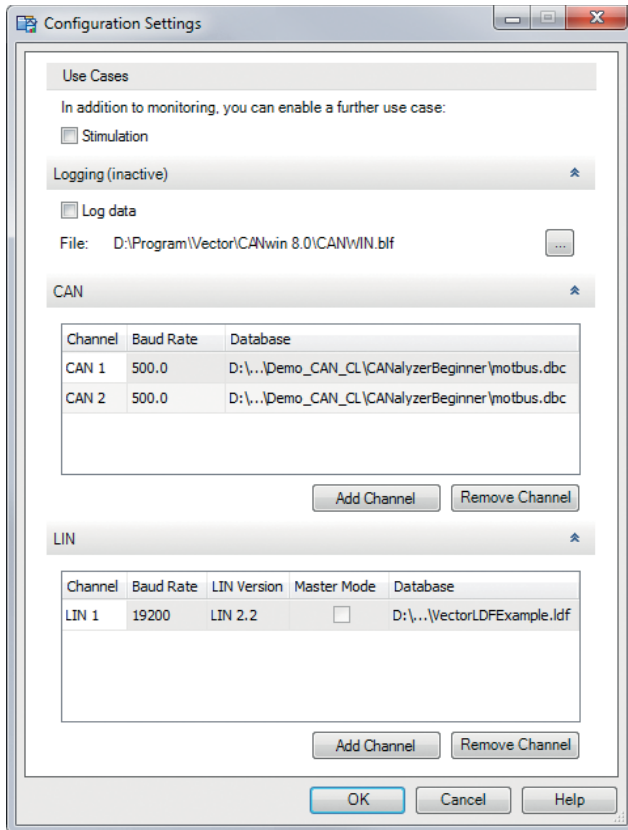 Configuration Settings
Use Cases
In addition to monitoring, you can enable a further use case:
Stimulation
Logging (inactive)
Log data
File: D:\Program\Vector\CANwin 8.0\CANWIN.blf
...
CAN
Channel Baud Rate Database
CAN 1 500.0 D:\...\Demo_CAN_CL\CANalyzerBeginner\motbus.dbc
CAN 2 500.0 D:\...\Demo_CAN_CL\CANalyzerBeginner\motbus.dbc
Add Channel Remove Channel
LIN
Channel Baud Rate LIN Version Master Mode Database
LIN 1 19200 LIN 2.2 D:\...\VectorLDFExample.ldf
Add Channel Remove Channel
OK Cancel Help